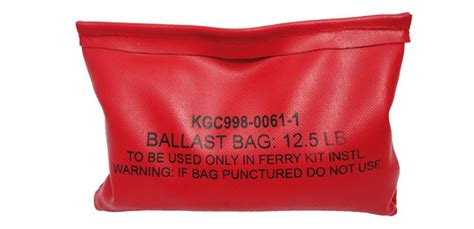 KGC998-0061-1
BALLAST BAG: 12.5 LB
TO BE USED ONLY IN FERRY KIT INSTL.
WARNING: IF BAG PUNCTURED DO NOT USE.